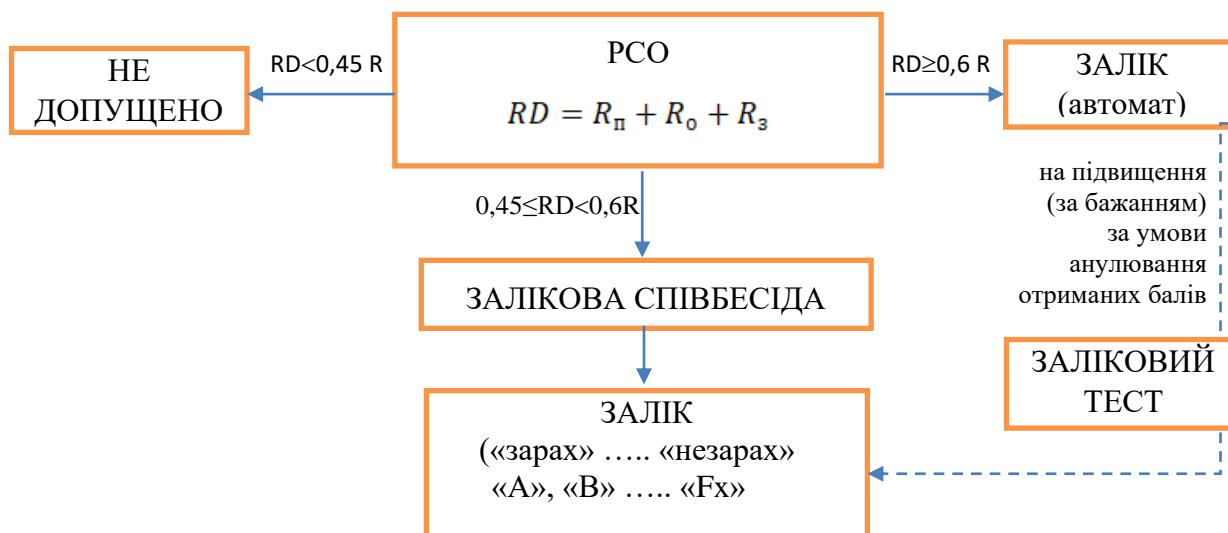 НЕ
ДОПУЩЕНО
RD<0,45 R
РСО
RD = Rп + Rо + Rз
RD≥0,6 R
ЗАЛІК
(автомат)
на підвищення
(за бажанням)
за умови
анулювання
отриманих балів
0,45≤RD<0,6R
ЗАЛІКОВА СПІВБЕСІДА
ЗАЛІКОВИЙ
ТЕСТ
ЗАЛІК
(«зарах» ….. «незарах»
«А», «В» ….. «Fx»